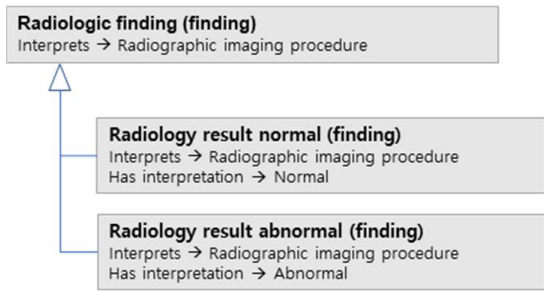 Radiologic finding (finding)
Interprets → Radiographic imaging procedure
Radiology result normal (finding)
Interprets → Radiographic imaging procedure
Has interpretation → Normal
Radiology result abnormal (finding)
Interprets → Radiographic imaging procedure
Has interpretation → Abnormal